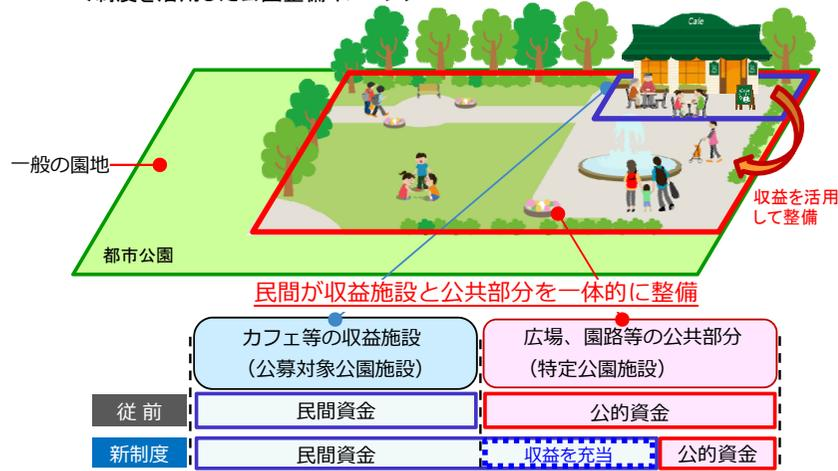 Cafe
一般の園地
収益を活用
して整備
都市公園
民間が収益施設と公共部分を一体的に整備
カフェ等の収益施設
（公募対象公園施設）
広場、園路等の公共部分
（特定公園施設）
従 前
民間資金
公的資金
新制度
民間資金
収益を充当
公的資金